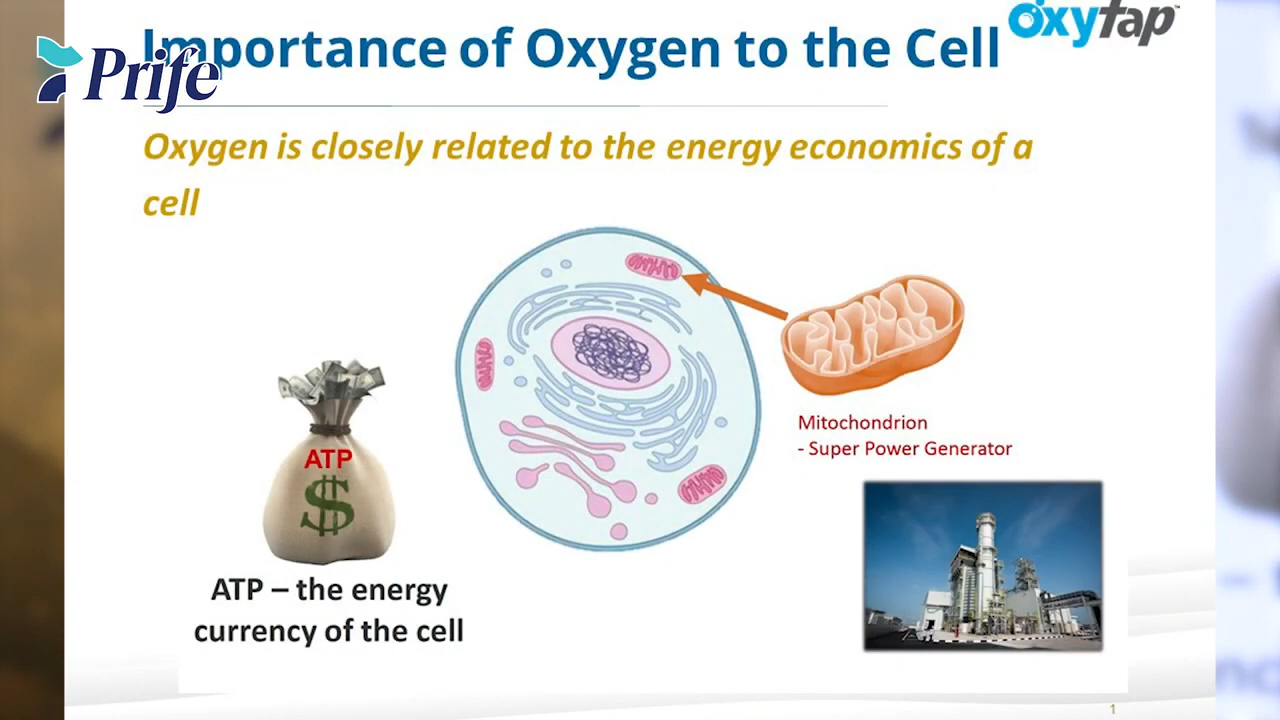 Importance of Oxygen to the Cell
Oxytap™
Prife
Oxygen is closely related to the energy economics of a
cell
ATP
$
Mitochondrion
- Super Power Generator
ATP – the energy
currency of the cell
1